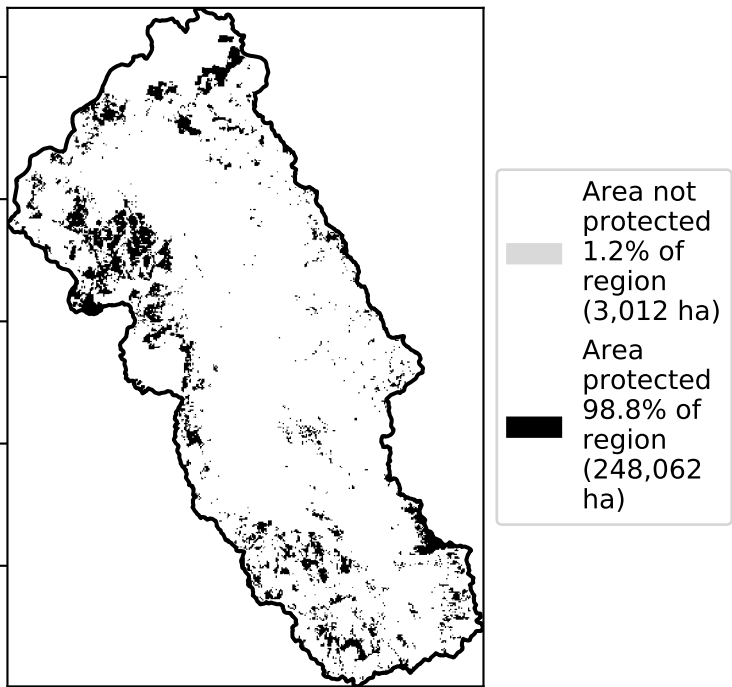 Area not
protected
1.2% of
region
(3,012 ha)
Area
protected
98.8% of
region
(248,062
ha)